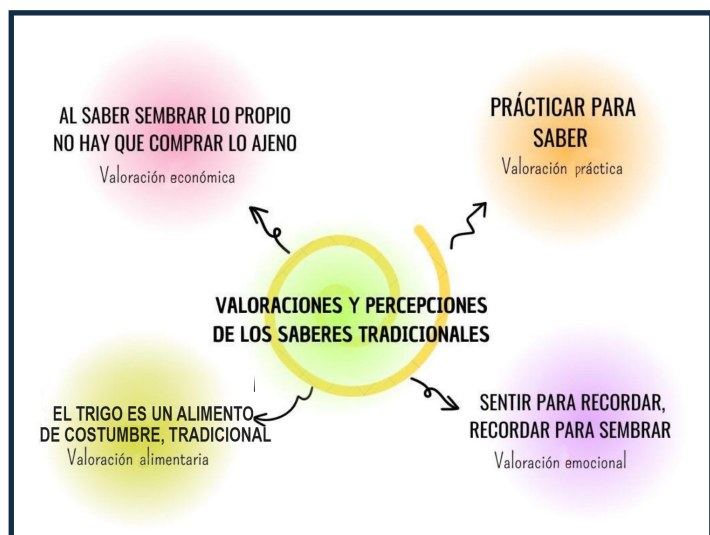 AL SABER SEMBRAR LO PROPIO
NO HAY QUE COMPRAR LO AJENO
Valoración económica
PRÁCTICAR PARA
SABER
Valoración práctica
VALORACIONES Y PERCEPCIONES
DE LOS SABERES TRADICIONALES
EL TRIGO ES UN ALIMENTO
DE COSTUMBRE, TRADICIONAL
Valoración alimentaria
SENTIR PARA RECORDAR,
RECORDAR PARA SEMBRAR
Valoración emocional